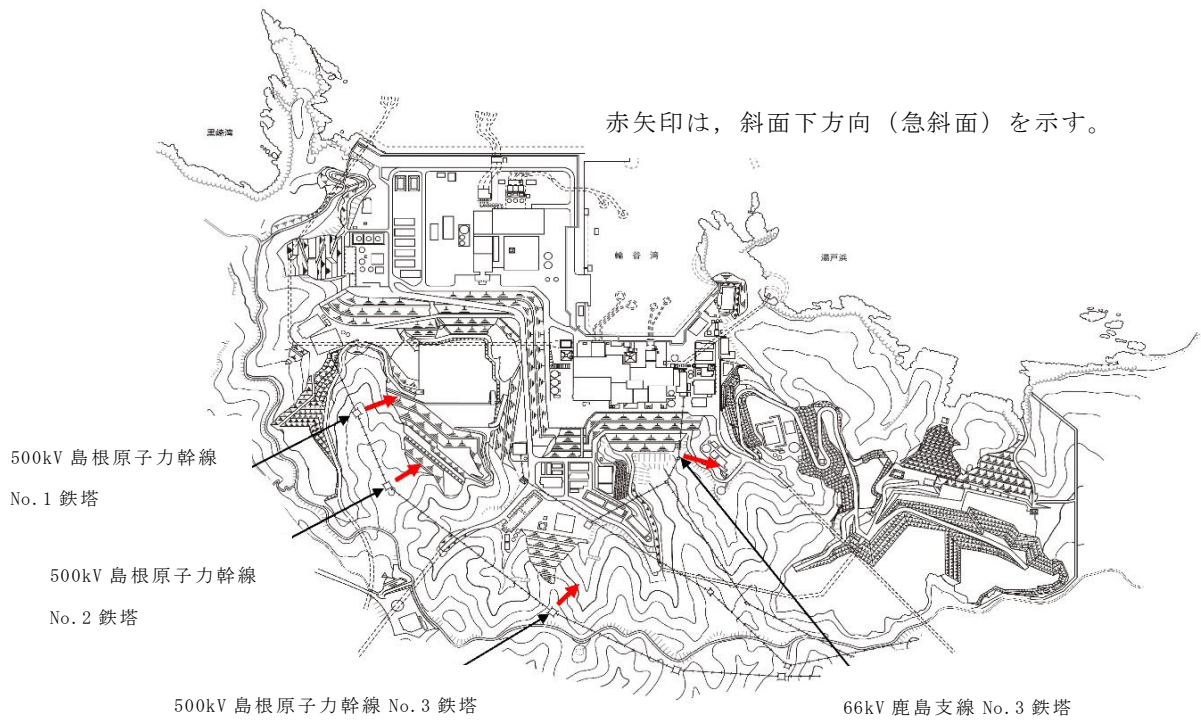 赤矢印は，斜面下方向（急斜面）を示す。
輪谷湾
湯戸浜
500kV 島根原子力幹線
No.1 鉄塔
500kV 島根原子力幹線
No.2 鉄塔
500kV 島根原子力幹線 No.3 鉄塔
66kV 鹿島支線 No.3 鉄塔